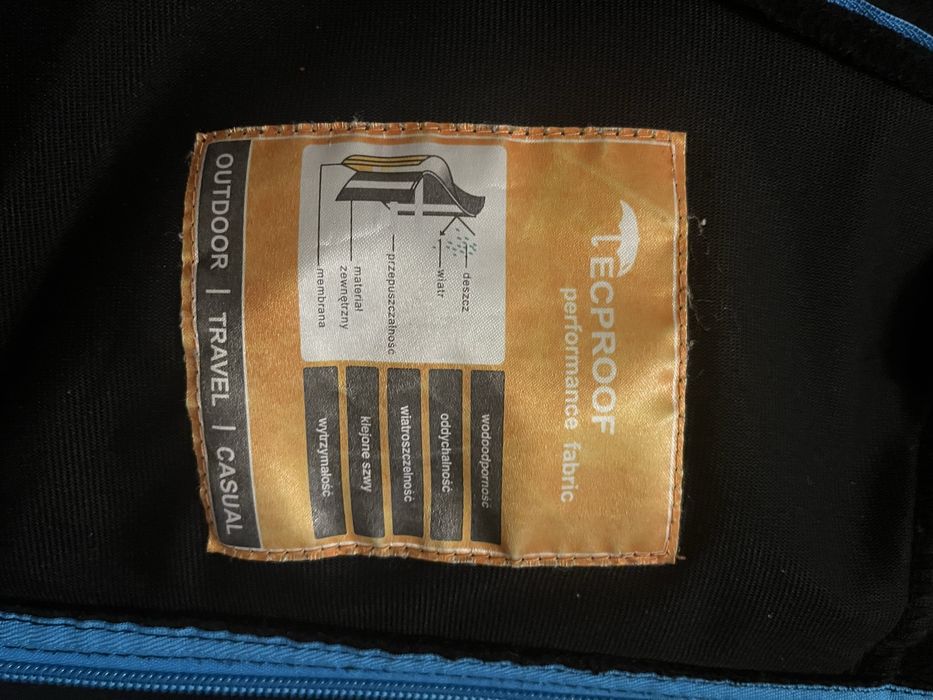 TECPROOF
performance fabric
deszcz
wiatr
przepuszczalność
materiał
zewnętrzny
membrana
wodoodporność
oddychalność
wiatroszczelność
klejone szwy
wytrzymałość
OUTDOOR | TRAVEL | CASUAL